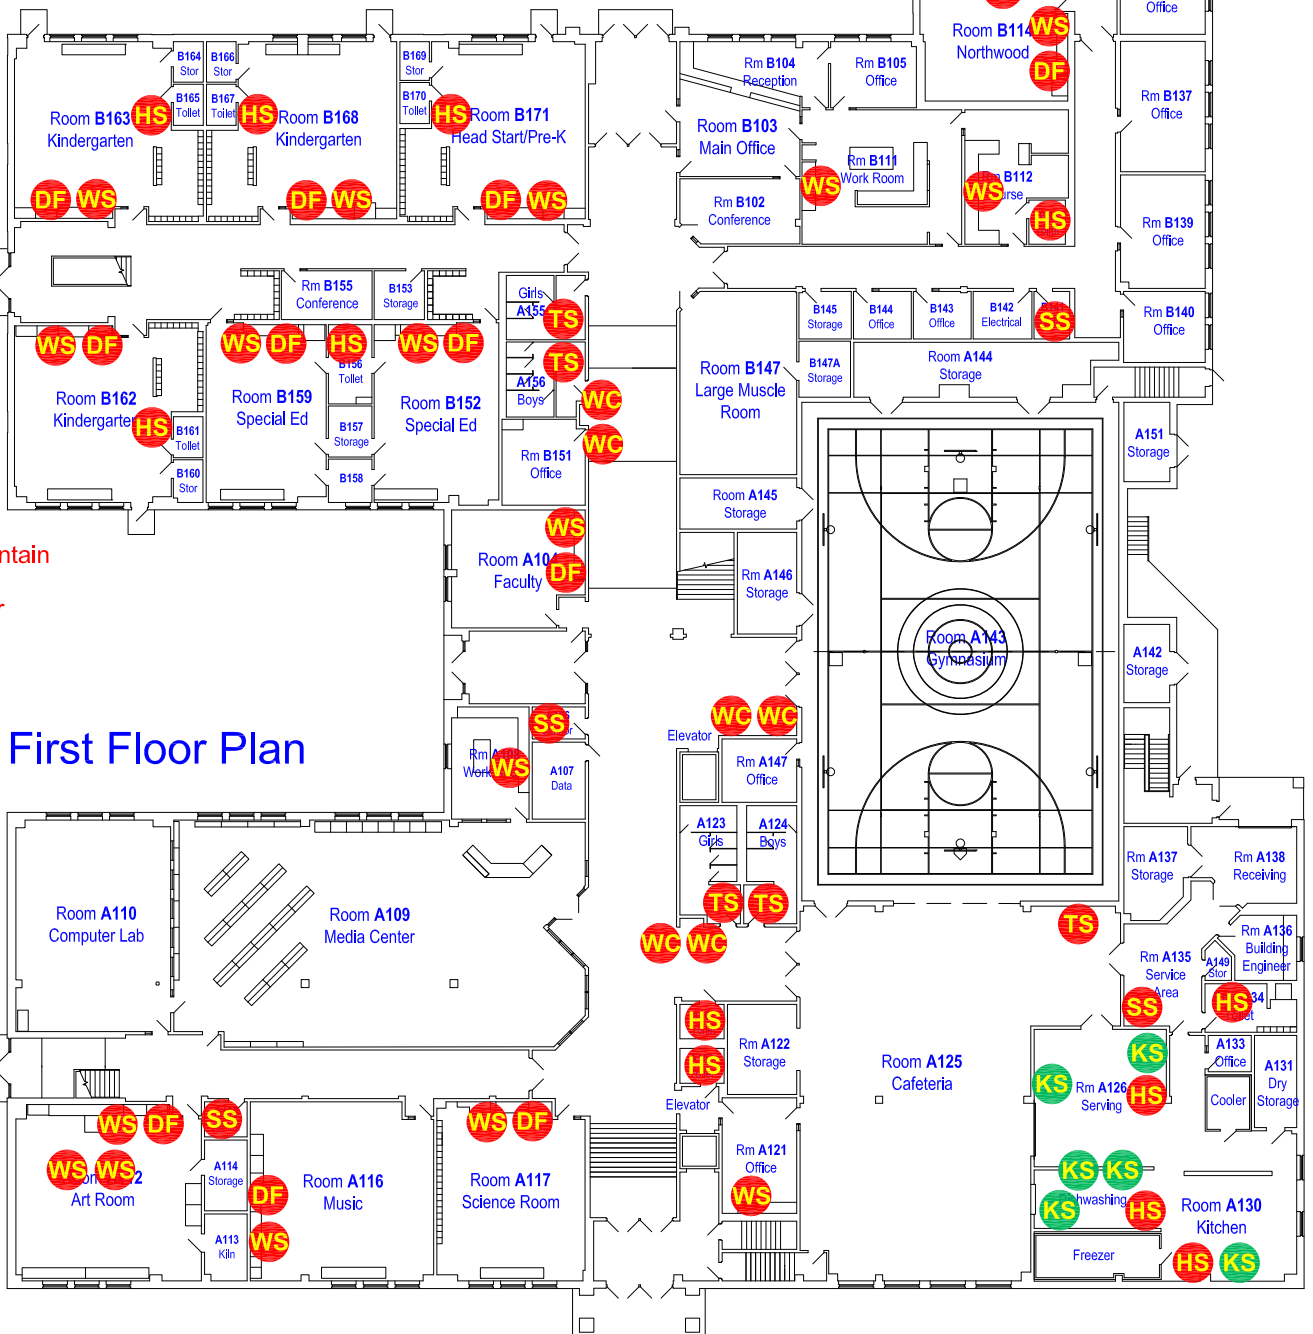 Office
Room B114
Northwood
WS
DF
B164
Stor
B166
Stor
B169
Stor
Rm B104
Reception
Rm B105
Office
Rm B137
Office
B165
Toilet
B167
Toilet
B170
Toilet
HS
HS
HS
Room B163
Kindergarten
Room B168
Kindergarten
Room B171
Head Start/Pre-K
Room B103
Main Office
Rm B111
Work Room
WS
Rm B112
WS
HS
DF
WS
DF
WS
DF
WS
Rm B102
Conference
Rm B139
Office
Rm B155
Conference
B153
Storage
Girls
A155
TS
B145
Storage
B144
Office
B143
Office
B142
Electrical
SS
Rm B140
Office
WS
DF
WS
DF
HS
WS
DF
B156
Toilet
TS
A156
Boys
WC
WC
Room B147
Large Muscle
Room
B147A
Storage
Room A144
Storage
Room B162
Kindergarten
HS
B161
Toilet
B160
Stor
Room B159
Special Ed
B157
Storage
B158
Room B152
Special Ed
Rm B151
Office
A151
Storage
Room A145
Storage
WS
Room A104
Faculty
DF
Rm A146
Storage
ntain
r
Room A143
Gymnasium
A142
Storage
First Floor Plan
SS
WS
A107
Data
WC
WC
Elevator
Rm A147
Office
A123
Girls
A124
Boys
TS
TS
WC
WC
Rm A137
Storage
Rm A138
Receiving
Room A110
Computer Lab
Room A109
Media Center
TS
Rm A136
Building
Engineer
Rm A135
Service
Area
A149
Stor
SS
HS
HS
HS
Rm A122
Storage
Room A125
Cafeteria
KS
KS
Rm A126
Serving
HS
A133
Office
A131
Dry
Storage
Cooler
Elevator
WS
DF
SS
WS
DF
WS
WS
Art Room
A114
Storage
A113
Kiln
Room A116
Music
DF
WS
Room A117
Science Room
Rm A121
Office
WS
KS
KS
KS
Dishwashing
HS
Room A130
Kitchen
Freezer
HS
KS